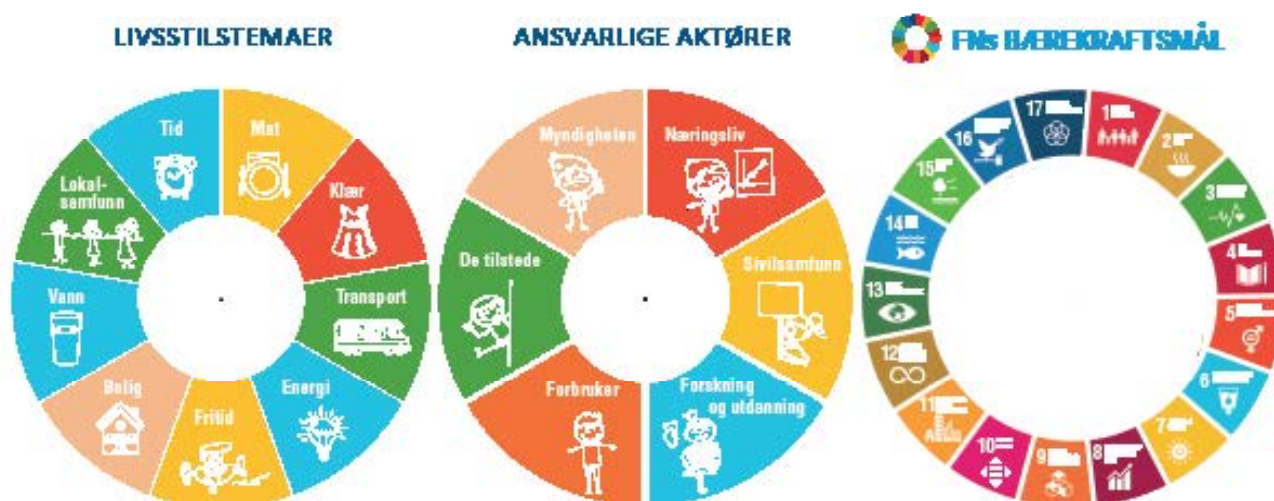 LIVSSTILSTEMAER
Tid
Mat
Klær
Transport
Energi
Fritid
Bolig
Vann
Lokal-
samfunn
ANSVARLIGE AKTØRER
Myndigheten
Næringsliv
Sivilsamfunn
Forskning
og utdanning
Forbruker
De tilstede
FNs BÆREKRAFTSMÅL
1
2
3
4
5
6
7
8
9
10
11
12
13
14
15
16
17